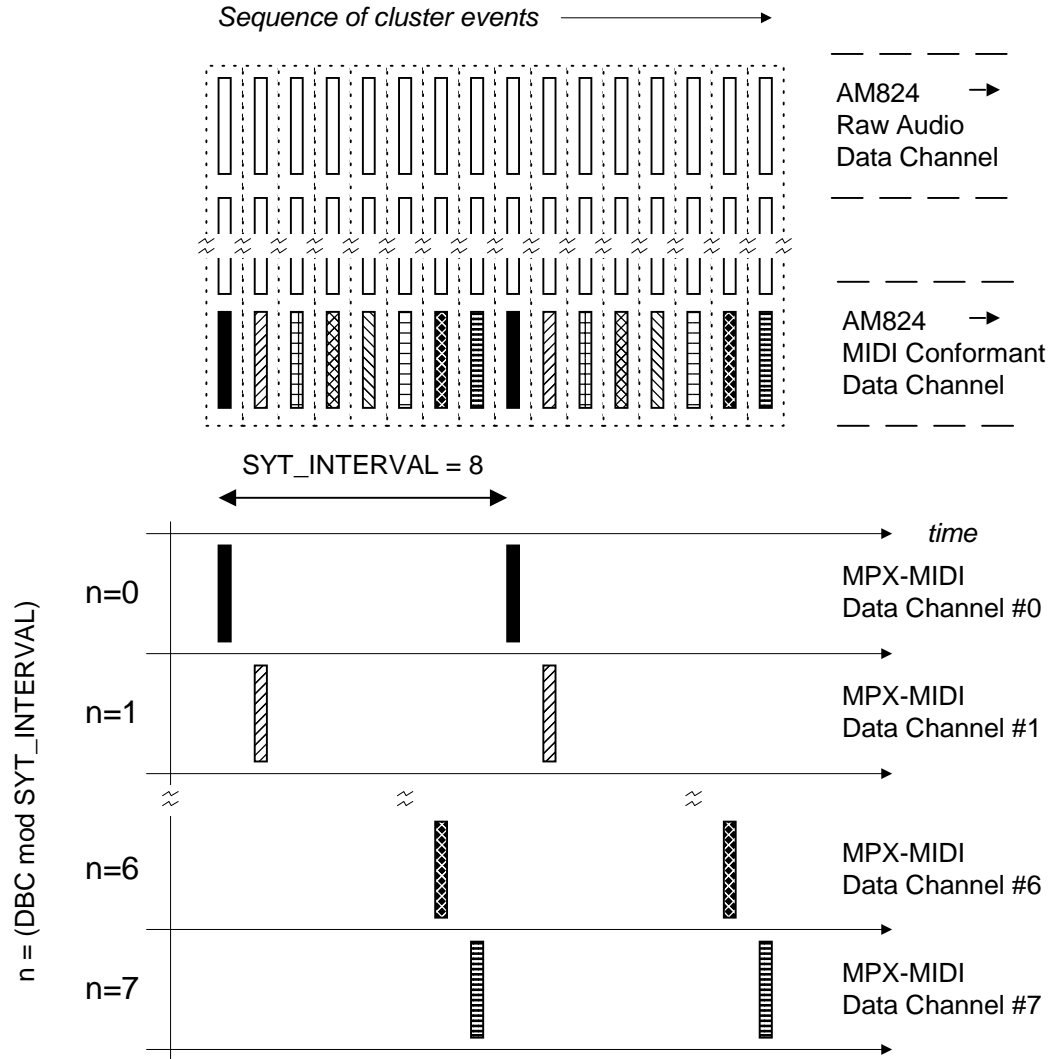 Sequence of cluster events
AM824
Raw Audio
Data Channel
AM824
MIDI Conformant
Data Channel
SYT_INTERVAL = 8
time
n = (DBC mod SYT_INTERVAL)
n=0
MPX-MIDI
Data Channel #0
n=1
MPX-MIDI
Data Channel #1
n=6
MPX-MIDI
Data Channel #6
n=7
MPX-MIDI
Data Channel #7